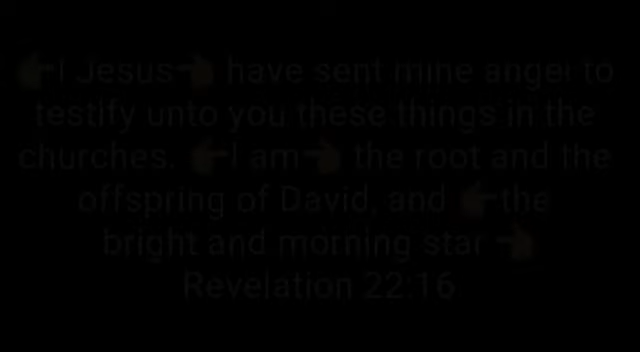 👈I Jesus👉 have sent mine angel to
testify unto you these things in the
churches. 👈I am👉 the root and the
offspring of David, and 👈the
bright and morning star 👉
Revelation 22:16